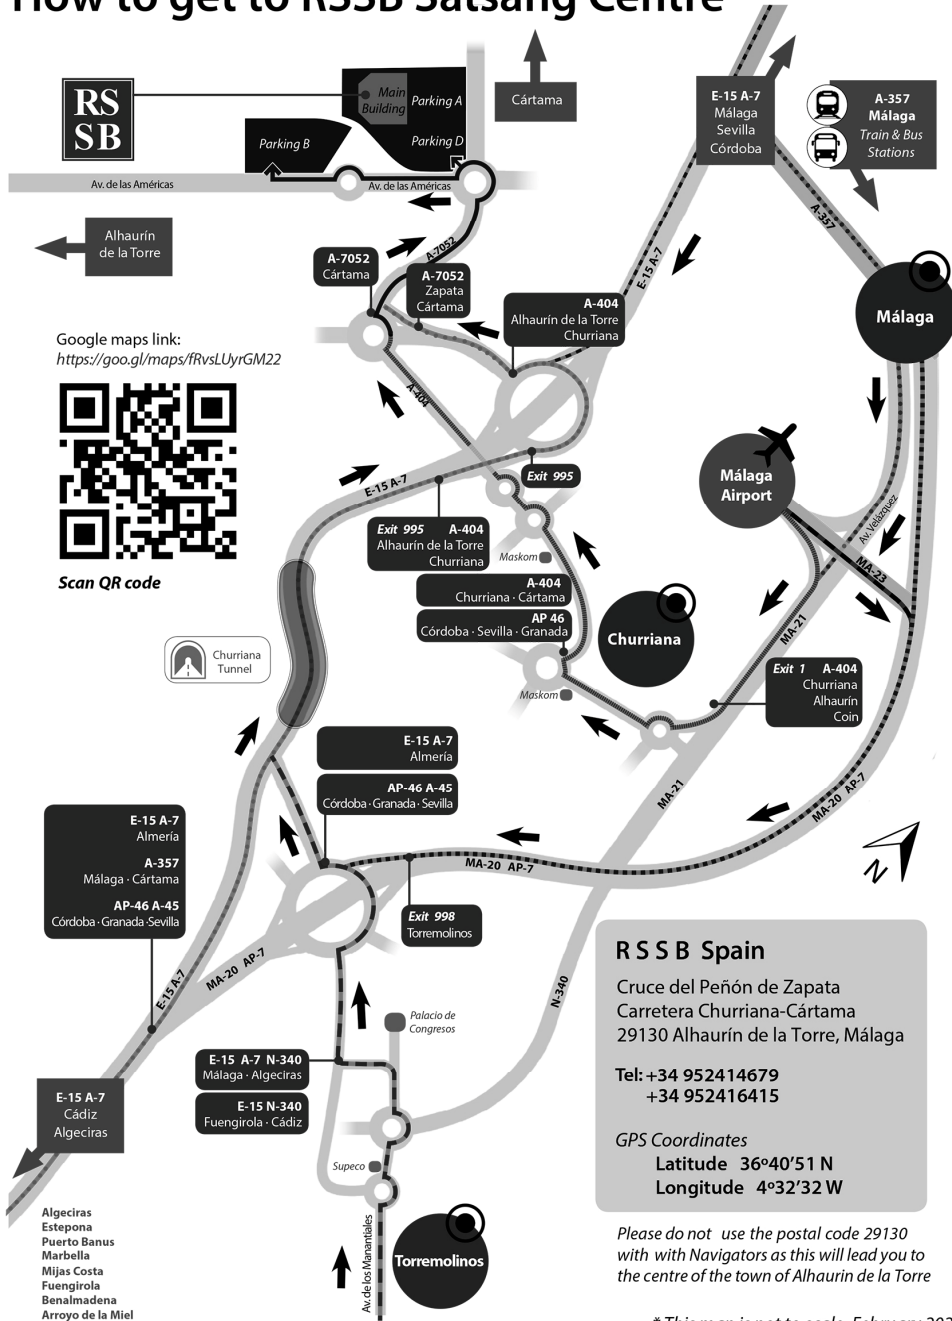 How to get to RSSB Satsang Centre
RS
SB
Main
Building
Parking A
Parking D
Parking B
Av. de las Américas
Av. de las Américas
Cártama
E-15 A-7
Málaga
Sevilla
Córdoba
A-357
Málaga
Train & Bus
Stations
Alhaurín
de la Torre
A-7052
A-7052
Cártama
A-7052
Zapata
Cártama
A-404
Alhaurín de la Torre
Churriana
E-15 A-7
A-357
Málaga
Google maps link:
https://goo.gl/maps/fRvsLUyrGM22
Scan QR code
A-404
E-15 A-7
Exit 995
Exit 995 A-404
Alhaurín de la Torre
Churriana
Málaga
Airport
Av. Velázquez
MA-23
Maskom
A-404
Churriana · Cártama
AP 46
Córdoba · Sevilla · Granada
Churriana
MA-21
Churriana
Tunnel
Maskom
Exit 1 A-404
Churriana
Alhaurín
Coin
E-15 A-7
Almería
AP-46 A-45
Córdoba · Granada · Sevilla
MA-21
MA-20 AP-7
E-15 A-7
Almería
A-357
Málaga · Cártama
AP-46 A-45
Córdoba · Granada ·Sevilla
MA-20 AP-7
N
Exit 998
Torremolinos
MA-20 AP-7
E-15 A-7
N-340
Palacio de
Congresos
E-15 A-7 N-340
Málaga · Algeciras
E-15 N-340
Fuengirola · Cádiz
E-15 A-7
Cádiz
Algeciras
Supeco
Av. de los Manantiales
Torremolinos
Algeciras
Estepona
Puerto Banus
Marbella
Mijas Costa
Fuengirola
Benalmadena
Arroyo de la Miel
R S S B Spain
Cruce del Peñón de Zapata
Carretera Churriana-Cártama
29130 Alhaurín de la Torre, Málaga
Tel: +34 952414679
+34 952416415
GPS Coordinates
Latitude 36º40'51 N
Longitude 4º32'32 W
Please do not use the postal code 29130
with with Navigators as this will lead you to
the centre of the town of Alhaurin de la Torre
* This map is not to scale. February